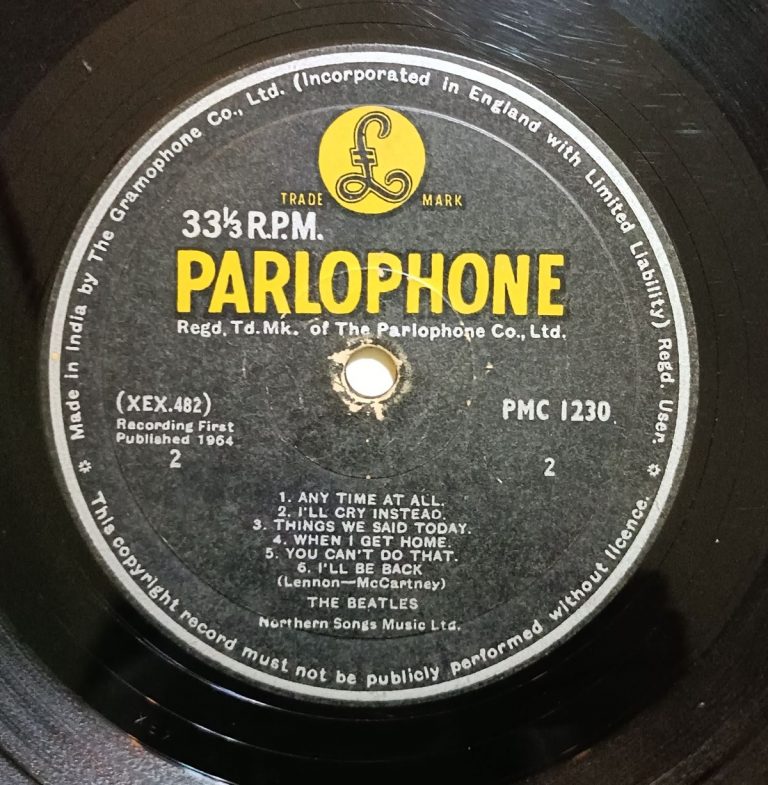 Made in India by The Gramophone Co., Ltd. (Incorporated in England with Limited Liability) Regd. User.
£
TRADE MARK
33⅓ R.P.M.
PARLOPHONE
Regd. Td. Mk. of The Parlophone Co., Ltd.
(XEX.482)
PMC 1230
Recording First
Published 1964
2
2
1. ANY TIME AT ALL.
2. I'LL CRY INSTEAD.
3. THINGS WE SAID TODAY.
4. WHEN I GET HOME.
5. YOU CAN'T DO THAT.
6. I'LL BE BACK
(Lennon—McCartney)
THE BEATLES
Northern Songs Music Ltd.
This copyright record must not be publicly performed without licence.